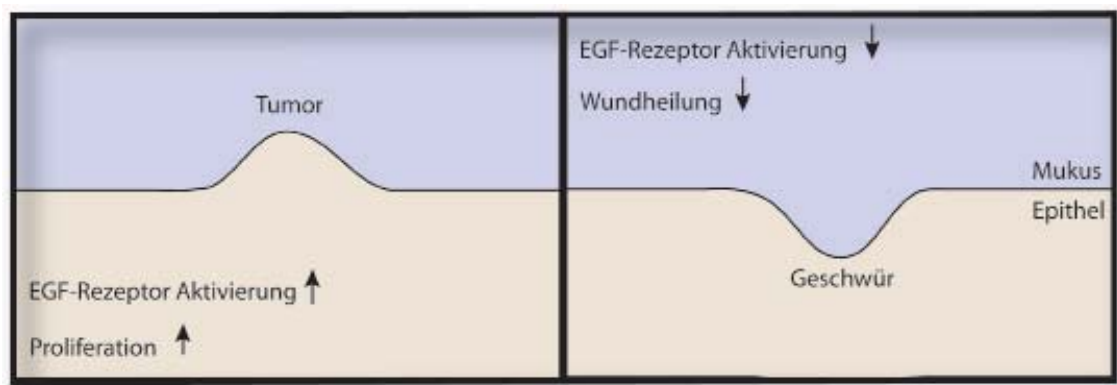 Tumor
EGF-Rezeptor Aktivierung ↑
Proliferation ↑
EGF-Rezeptor Aktivierung ↓
Wundheilung ↓
Mukus
Epithel
Geschwür